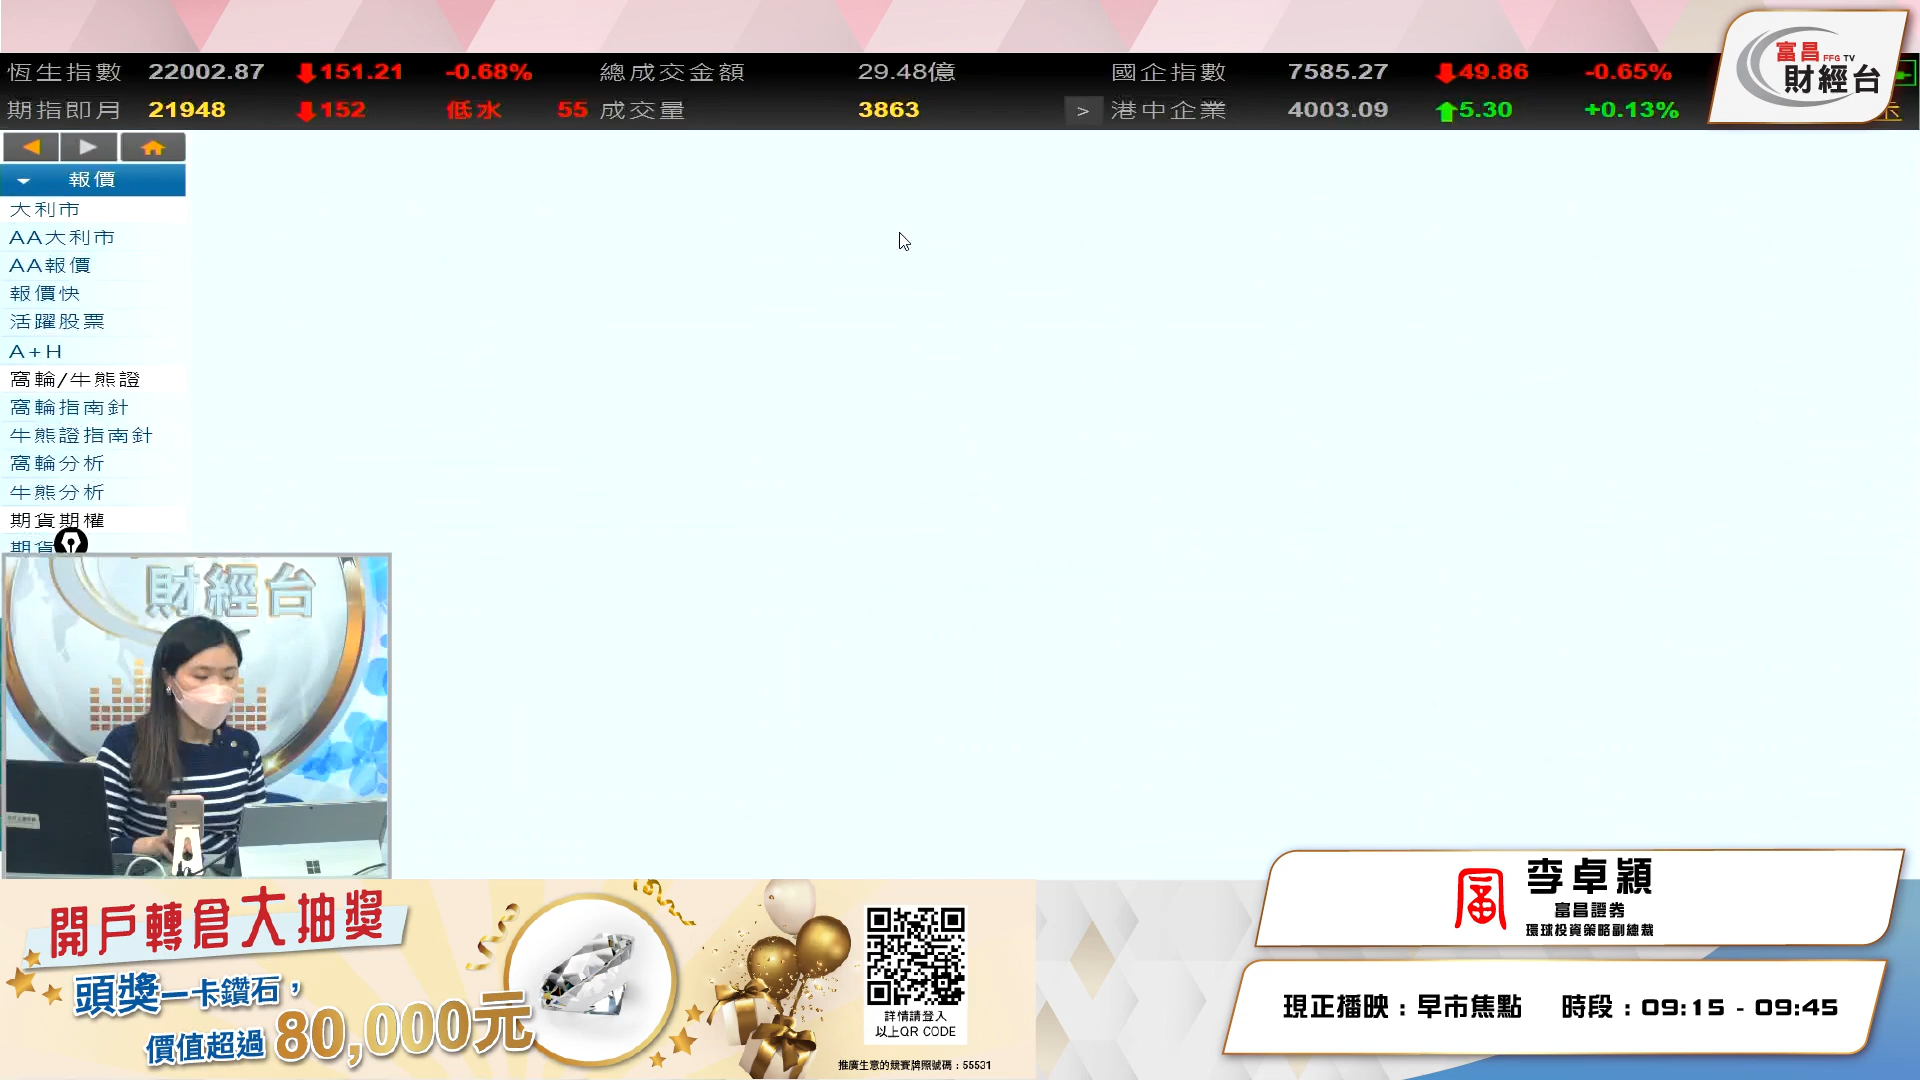 恆生指數 22002.87 151.21 -0.68% 總成交金額 29.48億 國企指數 7585.27 49.86 -0.65%
期指即月 21948 152 低水 55 成交量 3863 > 港中企業 4003.09 5.30 +0.13%
富昌 FFG TV
財經台
報價
大利市
AA大利市
AA報價
報價快
活躍股票
A+H
窩輪/牛熊證
窩輪指南針
牛熊證指南針
窩輪分析
牛熊分析
期貨期權
期貨
財經台
開戶轉倉大抽獎
頭獎一卡鑽石，
價值超過80,000元
詳情請登入
以上QR CODE
推廣生意的競賽牌照號碼：55531
李卓穎
富昌證券
環球投資策略副總裁
現正播映：早市焦點 時段：09:15 - 09:45